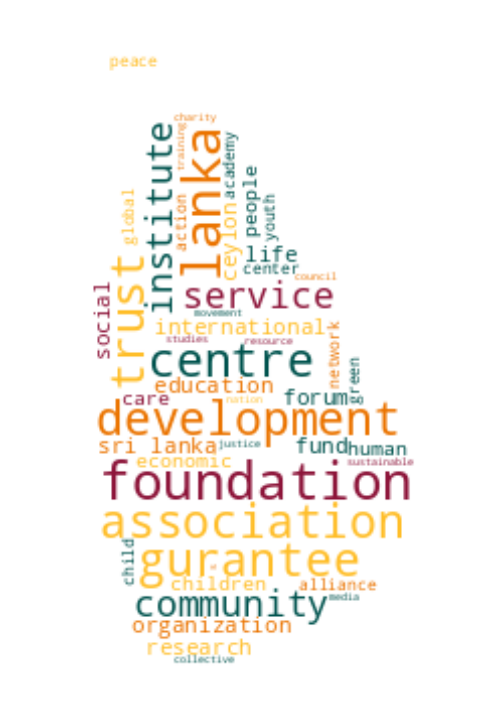 peace
charity
training
lanka
institute
academy
people
youth
action
global
ceylon
life
center
council
trust
social
service
movement
international
network
studies
resource
centre
green
education
care
nation
forum
development
sri lanka
justice
fund
human
economic
sustainable
foundation
association
child
gurantee
children
alliance
community
media
organization
research
collective